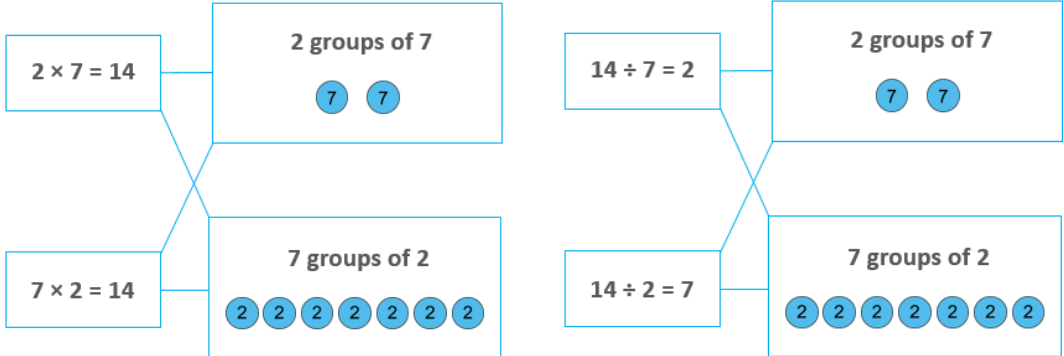 2 × 7 = 14
2 groups of 7
7 7
7 × 2 = 14
7 groups of 2
2 2 2 2 2 2 2
14 ÷ 7 = 2
2 groups of 7
7 7
14 ÷ 2 = 7
7 groups of 2
2 2 2 2 2 2 2